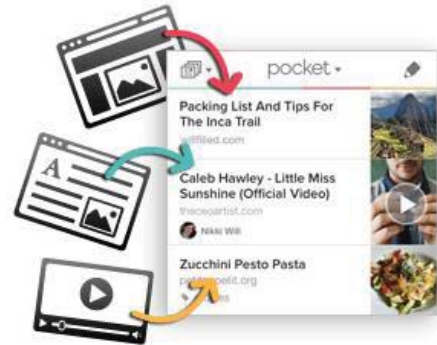 pocket
Packing List And Tips For
The Inca Trail
A
Caleb Hawley - Little Miss
Sunshine (Official Video)
theceoartist.com
Nikki Will
Zucchini Pesto Pasta